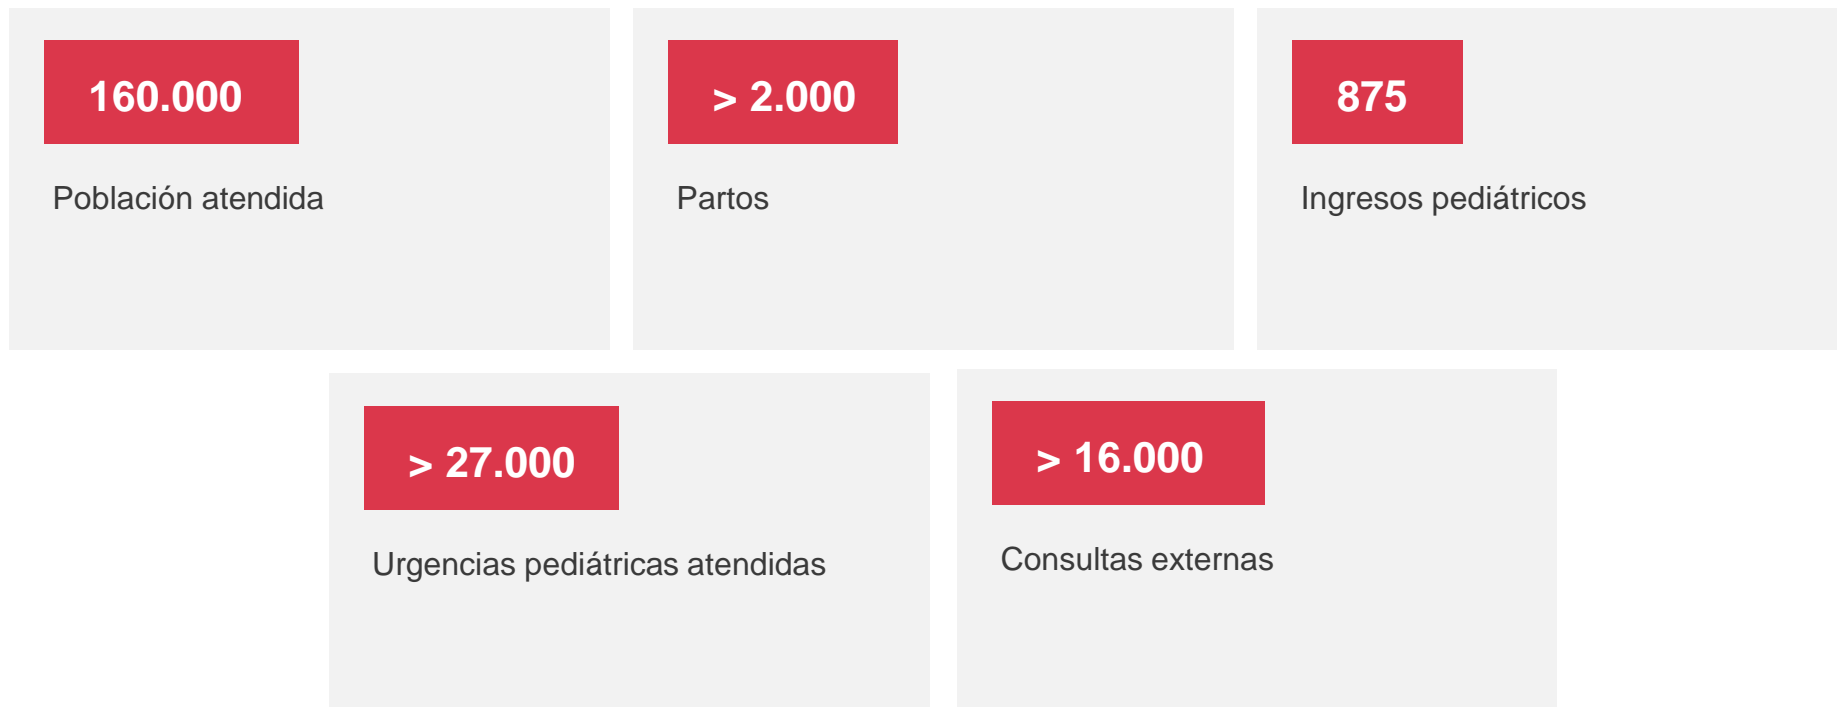 160.000
Población atendida
> 2.000
Partos
875
Ingresos pediátricos
> 27.000
Urgencias pediátricas atendidas
> 16.000
Consultas externas